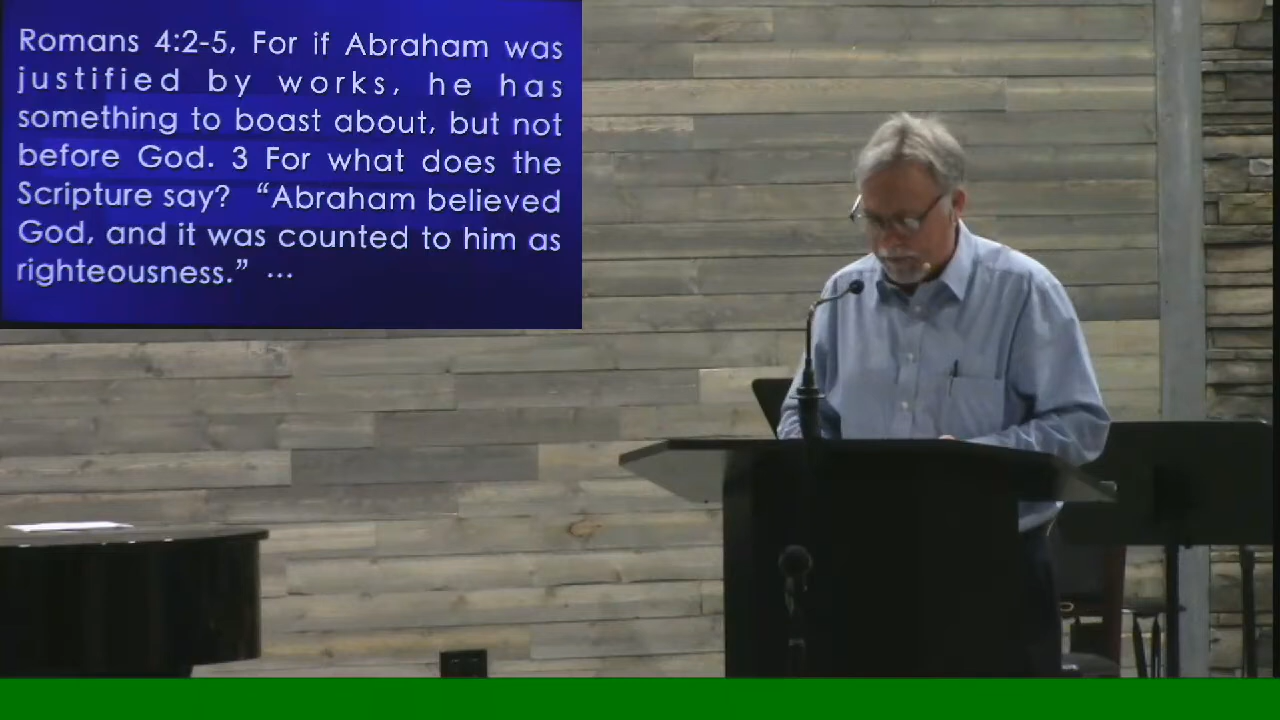 Romans 4:2-5, For if Abraham was
justified by works, he has
something to boast about, but not
before God. 3 For what does the
Scripture say? “Abraham believed
God, and it was counted to him as
righteousness.” ...